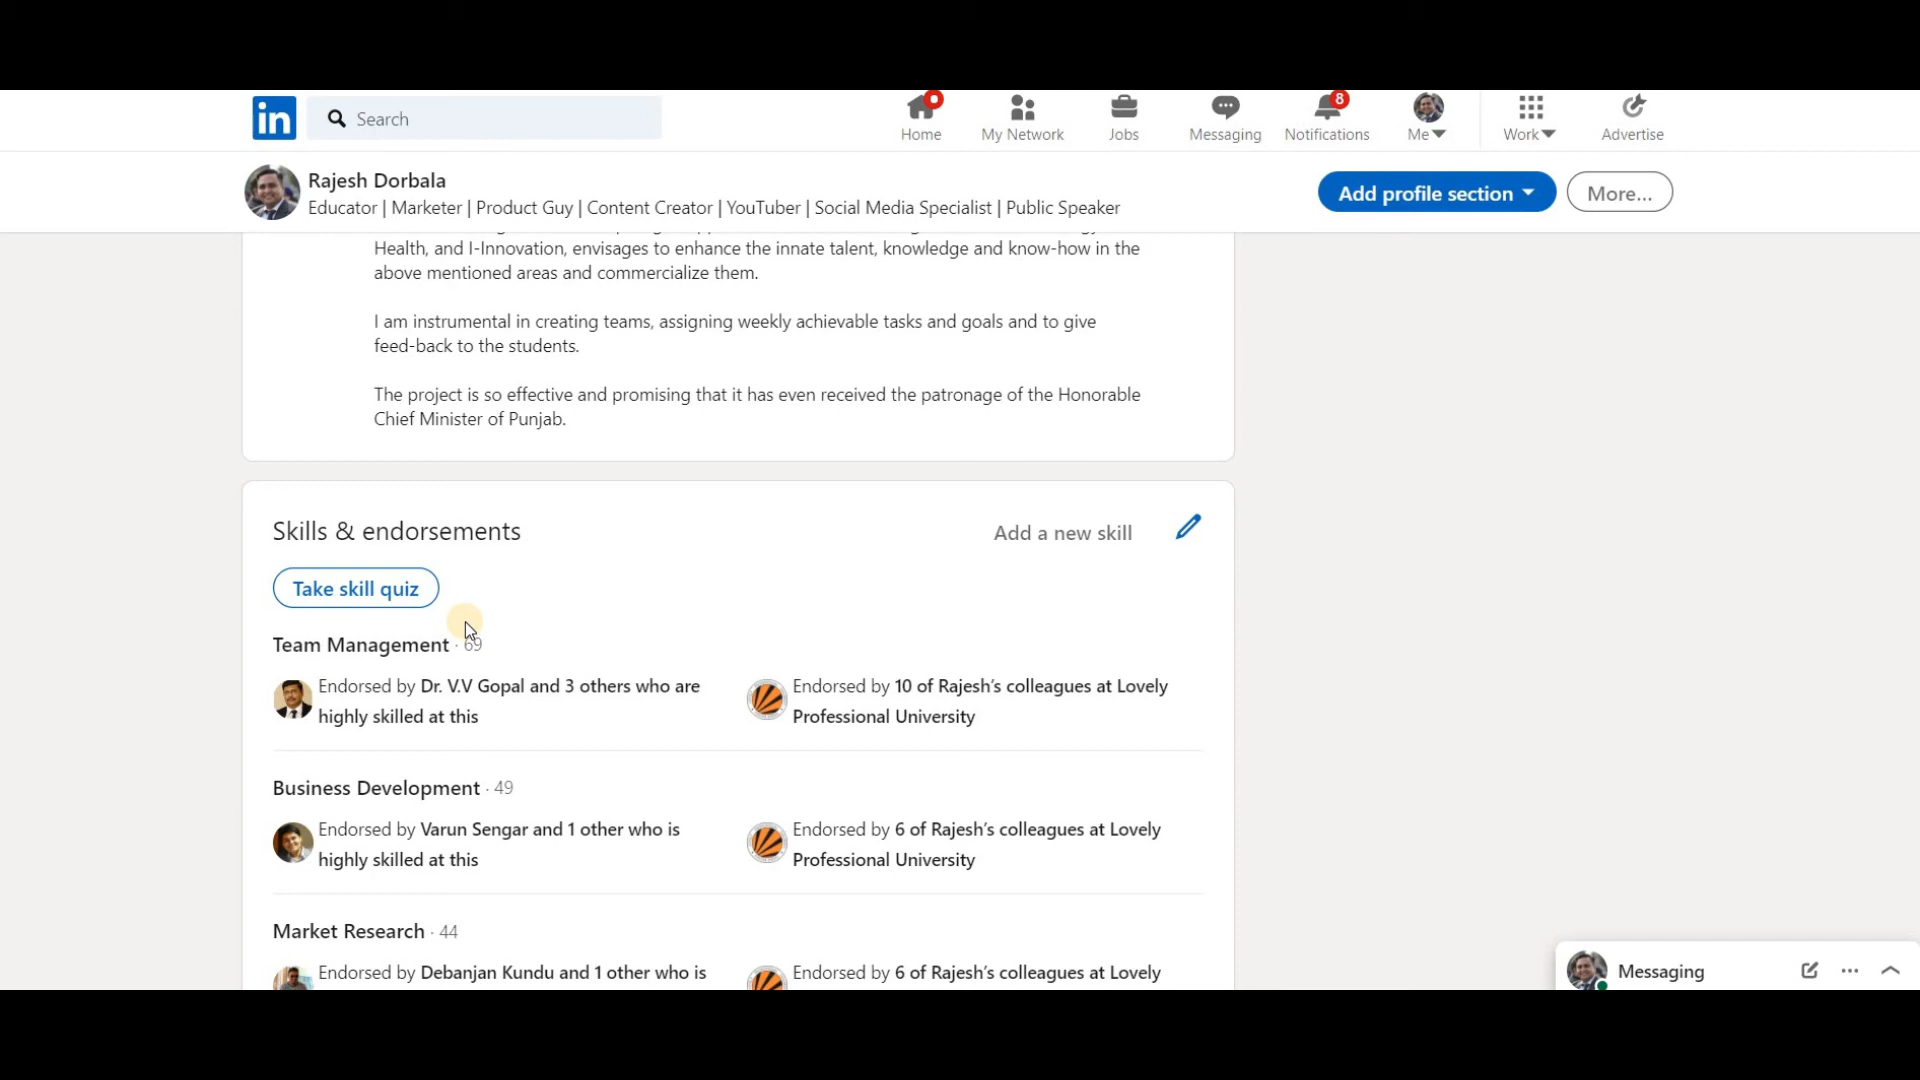 in
Search
Home
My Network
Jobs
Messaging
8
Notifications
Me
Work
Advertise
Rajesh Dorbala
Educator | Marketer | Product Guy | Content Creator | YouTuber | Social Media Specialist | Public Speaker
Add profile section
More...
Health, and I-Innovation, envisages to enhance the innate talent, knowledge and know-how in the
above mentioned areas and commercialize them.
I am instrumental in creating teams, assigning weekly achievable tasks and goals and to give
feed-back to the students.
The project is so effective and promising that it has even received the patronage of the Honorable
Chief Minister of Punjab.
Skills & endorsements
Add a new skill
Take skill quiz
Team Management · 69
Endorsed by Dr. V.V Gopal and 3 others who are
highly skilled at this
Endorsed by 10 of Rajesh's colleagues at Lovely
Professional University
Business Development · 49
Endorsed by Varun Sengar and 1 other who is
highly skilled at this
Endorsed by 6 of Rajesh's colleagues at Lovely
Professional University
Market Research · 44
Endorsed by Debanjan Kundu and 1 other who is
Endorsed by 6 of Rajesh's colleagues at Lovely
Messaging